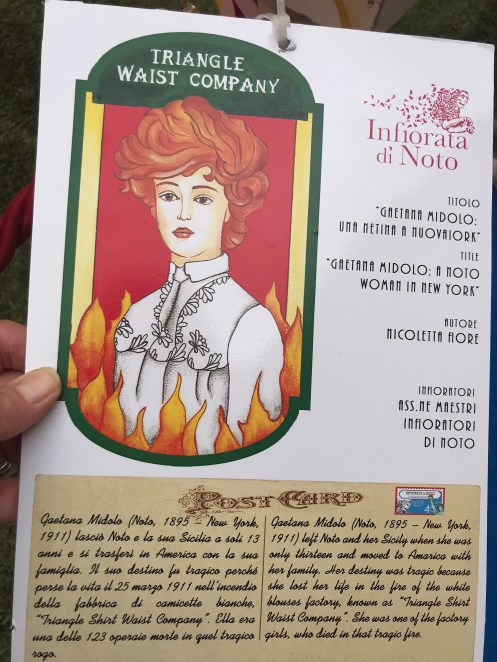 TRIANGLE
WAIST COMPANY
Infiorata
di Noto
TITOLO
"GAETANA MIDOLO:
UNA NETINA A NUOVAIORK"
TITLE
"GAETANA MIDOLO: A NOTO
WOMAN IN NEW YORK"
AUTORE
NICOLETTA FIORE
INFIORATORI
ASS.NE MAESTRI
INFIORATORI
DI NOTO
POST CARD
Gaetana Midolo (Noto, 1895 – New York,
1911) lasciò Noto e la sua Sicilia a soli 13
anni e si trasferì in America con la sua
famiglia. Il suo destino fu tragico perché
perse la vita il 25 marzo 1911 nell'incendio
della fabbrica di camicette bianche,
"Triangle Shirt Waist Company". Ella era
una delle 123 operaie morte in quel tragico
rogo.
Gaetana Midolo (Noto, 1895 – New York,
1911) left Noto and her Sicily when she was
only thirteen and moved to Amarica with
her family. Her destiny was tragic because
she lost her life in the fire of the white
blouses factory, known as "Triangle Shirt
Waist Company". She was one of the factory
girls, who died in that tragic fire.